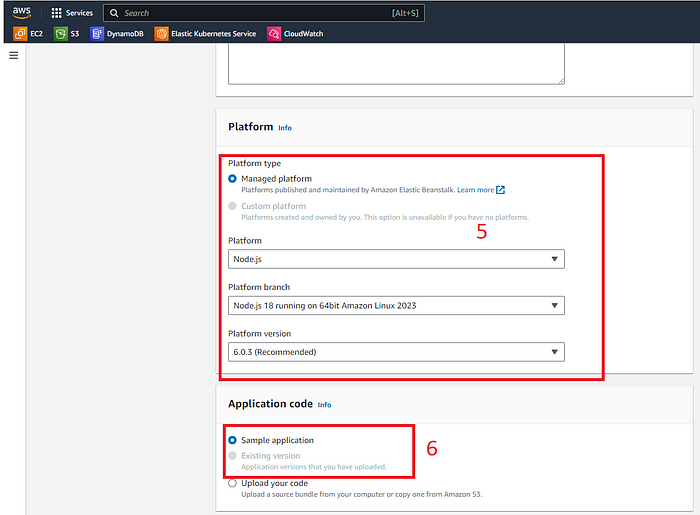 aws
Services
Search
[Alt+S]
EC2
S3
DynamoDB
Elastic Kubernetes Service
CloudWatch
Platform Info
Platform type
Managed platform
Platforms published and maintained by Amazon Elastic Beanstalk. Learn more
Custom platform
Platforms created and owned by you. This option is unavailable if you have no platforms.
5
Platform
Node.js
Platform branch
Node.js 18 running on 64bit Amazon Linux 2023
Platform version
6.0.3 (Recommended)
Application code Info
Sample application
6
Existing version
Application versions that you have uploaded.
Upload your code
Upload a source bundle from your computer or copy one from Amazon S3.